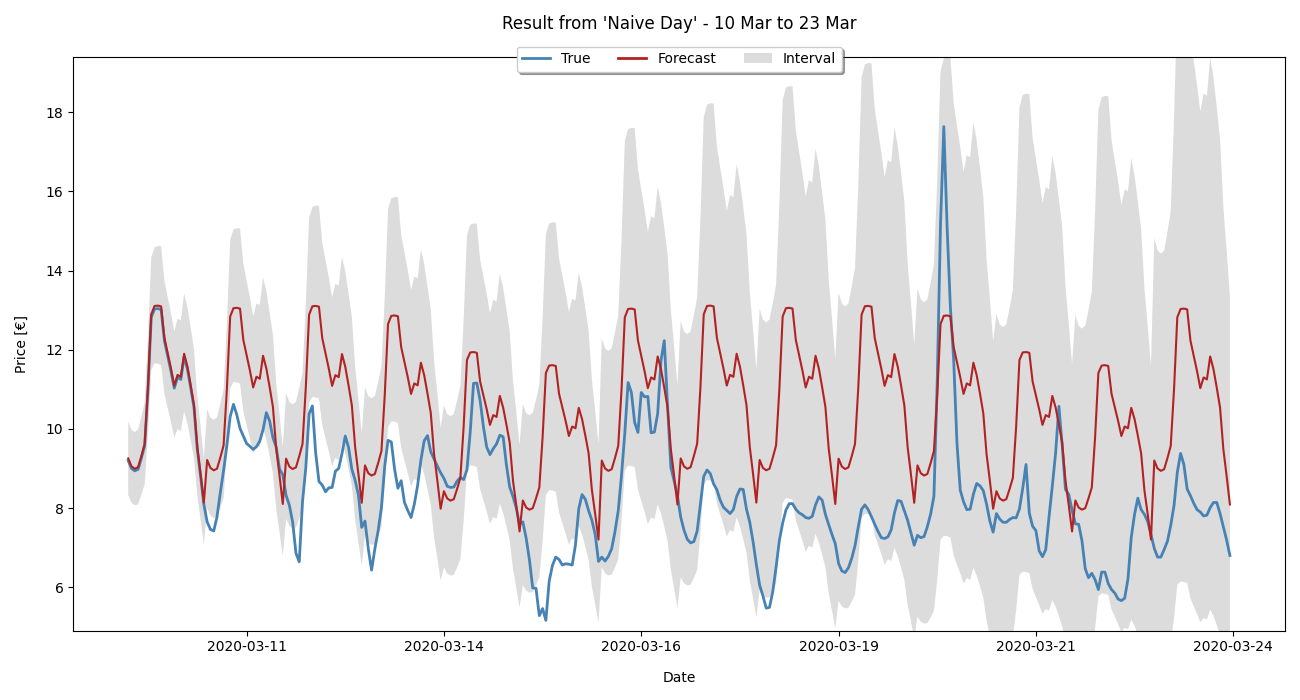 Result from 'Naive Day' - 10 Mar to 23 Mar
True
Forecast
Interval
Price [€]
18
16
14
12
10
8
6
2020-03-11
2020-03-14
2020-03-16
2020-03-19
2020-03-21
2020-03-24
Date